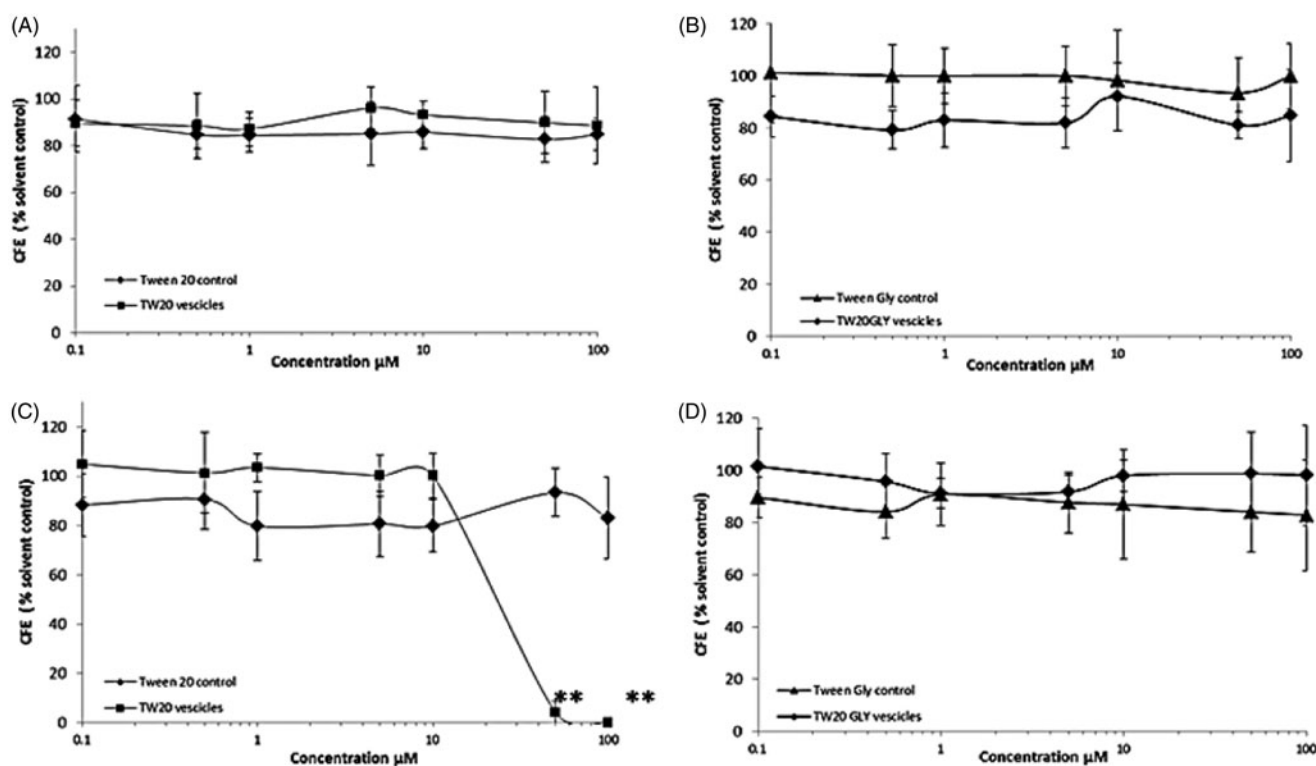 (A)
120
100
80
60
40
20
0
CFE (% solvent control)
Tween 20 control
TW20 vescicles
0.1 1 10 100
Concentration µM
(B)
120
100
80
60
40
20
0
CFE (% solvent control)
Tween Gly control
TW20GLY vescicles
0.1 1 10 100
Concentration µM
(C)
120
100
80
60
40
20
0
CFE (% solvent control)
Tween 20 control
TW20 vescicles
** **
0.1 1 10 100
Concentration µM
(D)
120
100
80
60
40
20
0
CFE (% solvent control)
Tween Gly control
TW20 GLY vescicles
0.1 1 10 100
Concentration µM